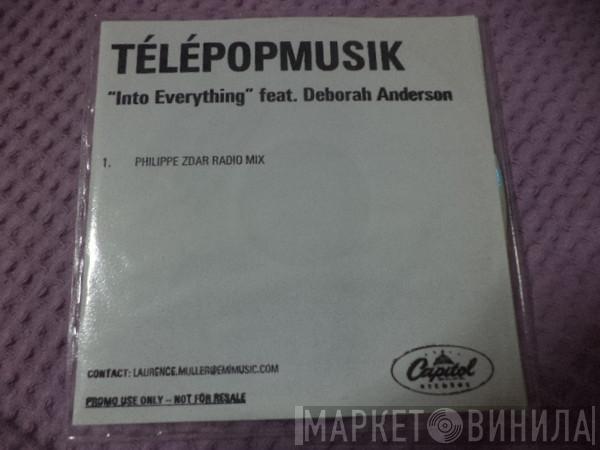 TÉLÉPOPMUSIK
"Into Everything" feat. Deborah Anderson
1. PHILIPPE ZDAR RADIO MIX
CONTACT: LAURENCE.MULLER@EMIMUSIC.COM
Capitol
RECORDS
PROMO USE ONLY – NOT FOR RESALE
МАРКЕТ ВИНИЛА